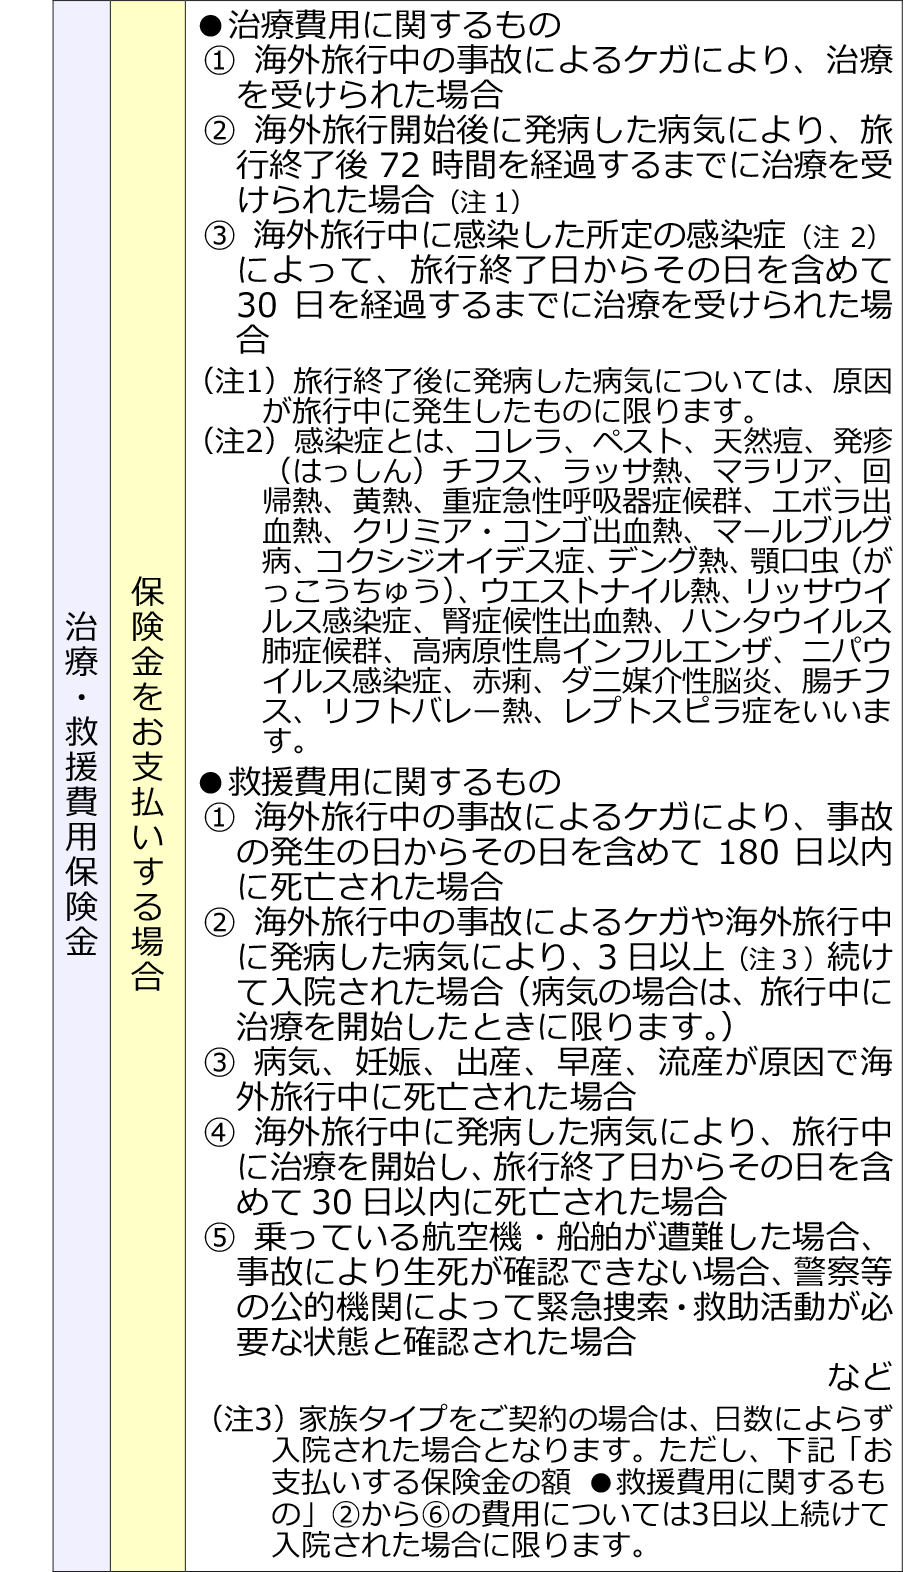 治療・救援費用保険金
保険金をお支払いする場合
●治療費用に関するもの
① 海外旅行中の事故によるケガにより、治療
を受けられた場合
② 海外旅行開始後に発病した病気により、旅
行終了後 72 時間を経過するまでに治療を受
けられた場合（注 1）
③ 海外旅行中に感染した所定の感染症（注 2）
によって、旅行終了日からその日を含めて
30 日を経過するまでに治療を受けられた場
合
（注1）旅行終了後に発病した病気については、原因
が旅行中に発生したものに限ります。
（注2）感染症とは、コレラ、ペスト、天然痘、発疹
（はっしん）チフス、ラッサ熱、マラリア、回
帰熱、黄熱、重症急性呼吸器症候群、エボラ出
血熱、クリミア・コンゴ出血熱、マールブルグ
病、コクシジオイデス症、デング熱、顎口虫（が
っこうちゅう）、ウエストナイル熱、リッサウイ
ルス感染症、腎症候性出血熱、ハンタウイルス
肺症候群、高病原性鳥インフルエンザ、ニパウ
イルス感染症、赤痢、ダニ媒介性脳炎、腸チフ
ス、リフトバレー熱、レプトスピラ症をいいま
す。
●救援費用に関するもの
① 海外旅行中の事故によるケガにより、事故
の発生の日からその日を含めて 180 日以内
に死亡された場合
② 海外旅行中の事故によるケガや海外旅行中
に発病した病気により、3 日以上（注 3 ）続け
て入院された場合（病気の場合は、旅行中に
治療を開始したときに限ります。）
③ 病気、妊娠、出産、早産、流産が原因で海
外旅行中に死亡された場合
④ 海外旅行中に発病した病気により、旅行中
に治療を開始し、旅行終了日からその日を含
めて 30 日以内に死亡された場合
⑤ 乗っている航空機・船舶が遭難した場合、
事故により生死が確認できない場合、警察等
の公的機関によって緊急捜索・救助活動が必
要な状態と確認された場合
など
（注3）家族タイプをご契約の場合は、日数によらず
入院された場合となります。ただし、下記「お
支払いする保険金の額 ●救援費用に関するも
の」②から⑥の費用については3日以上続けて
入院された場合に限ります。